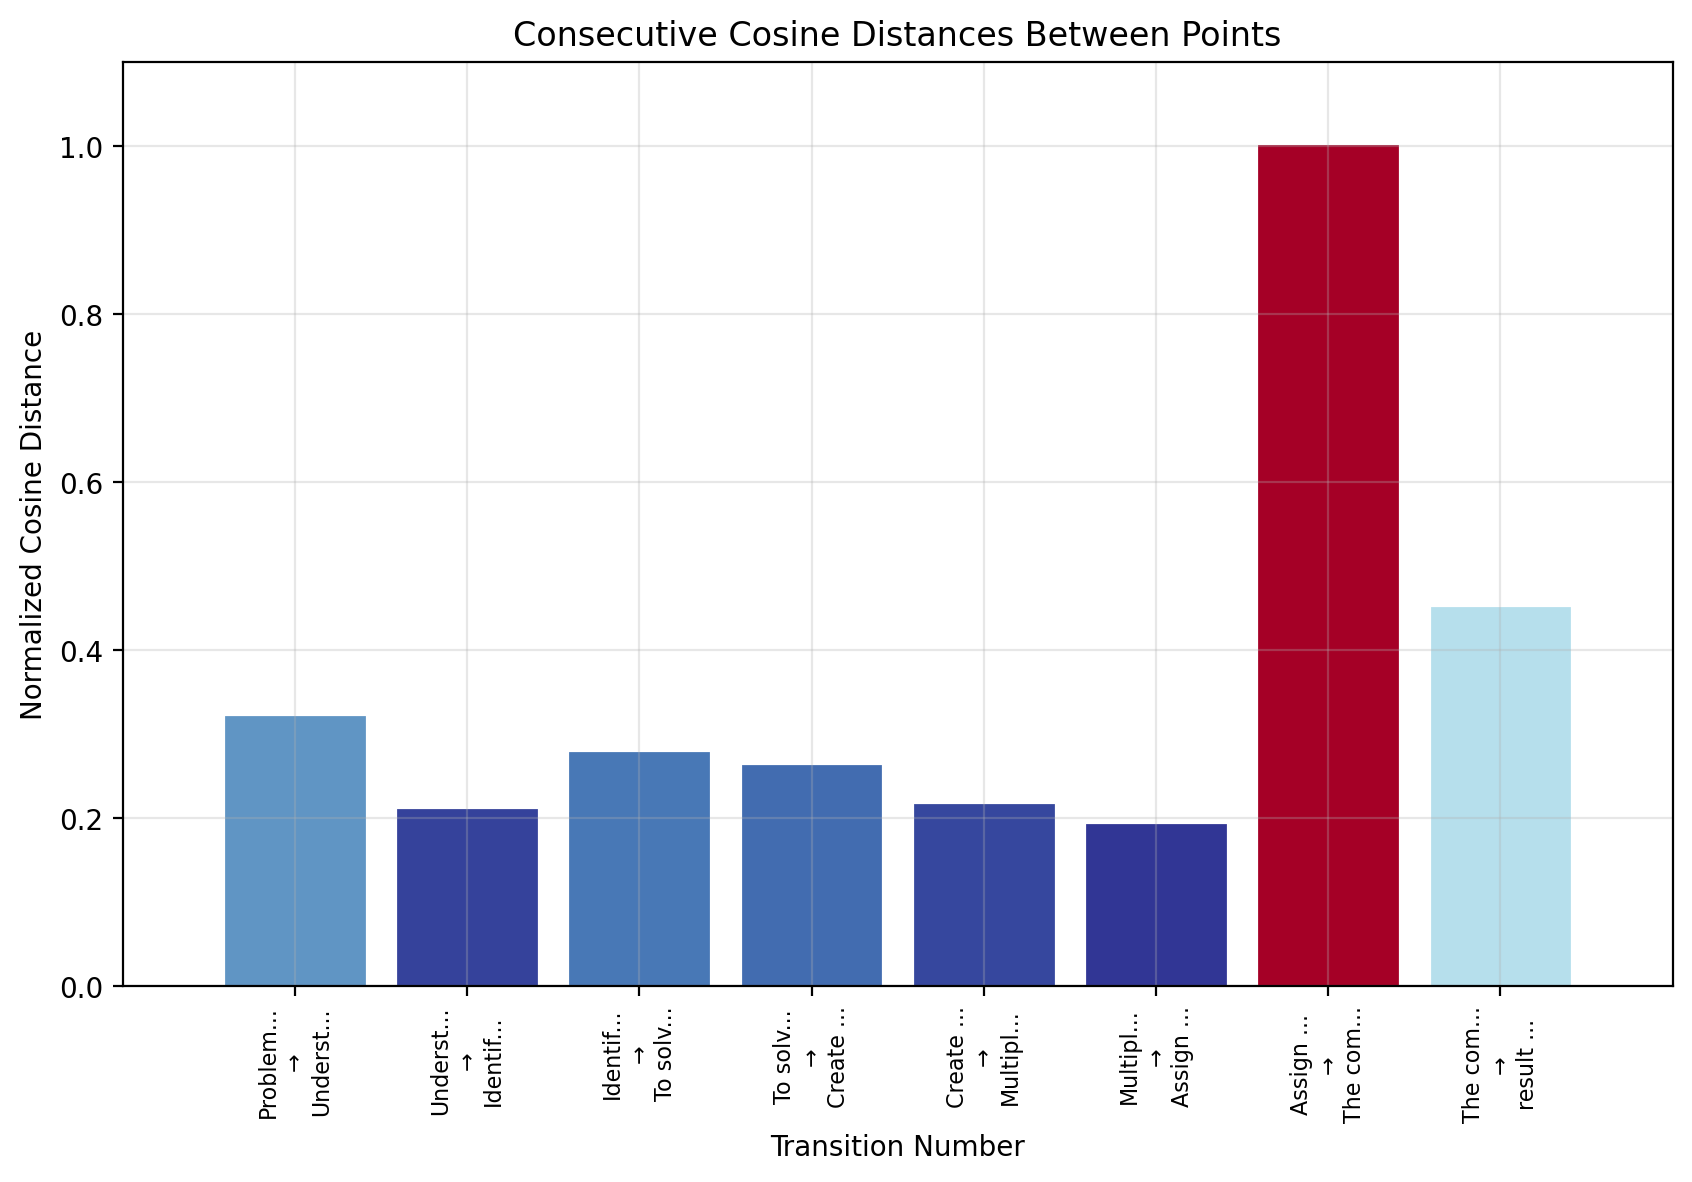 Consecutive Cosine Distances Between Points
Normalized Cosine Distance
1.0
0.8
0.6
0.4
0.2
0.0
Problem...
→
Underst...
Underst...
→
Identif...
Identif...
→
To solv...
To solv...
→
Create ...
Create ...
→
Multipl...
Multipl...
→
Assign ...
Assign ...
→
The com...
The com...
→
result ...
Transition Number